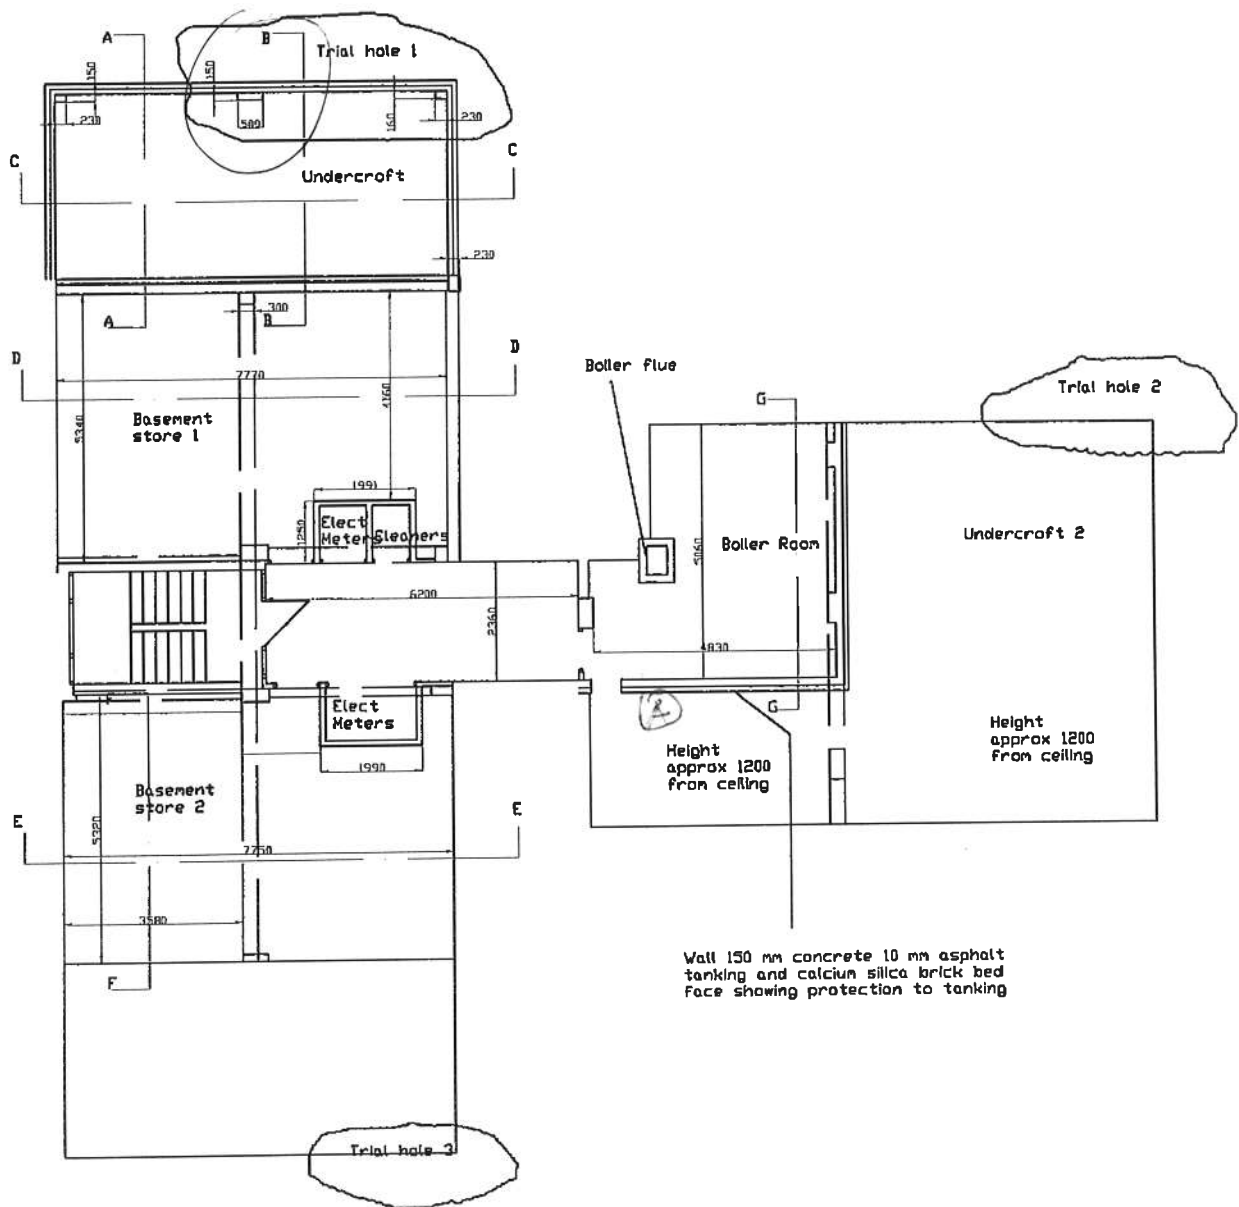 A
B
Trial hole 1
150
150
230
509
160
230
C
C
Undercroft
230
A
300
B
D
D
7770
5340
4160
Basement
store 1
Boiler flue
Trial hole 2
G
1991
1250
Elect
Meters
Cleaners
Boiler Room
5060
Undercroft 2
6200
2360
4830
Elect
Meters
G
Height
approx 1200
from ceiling
Height
approx 1200
from ceiling
1990
Basement
store 2
5320
E
E
7750
3580
F
Wall 150 mm concrete 10 mm asphalt
tanking and calcium silica brick bed
face showing protection to tanking
Trial hole 3